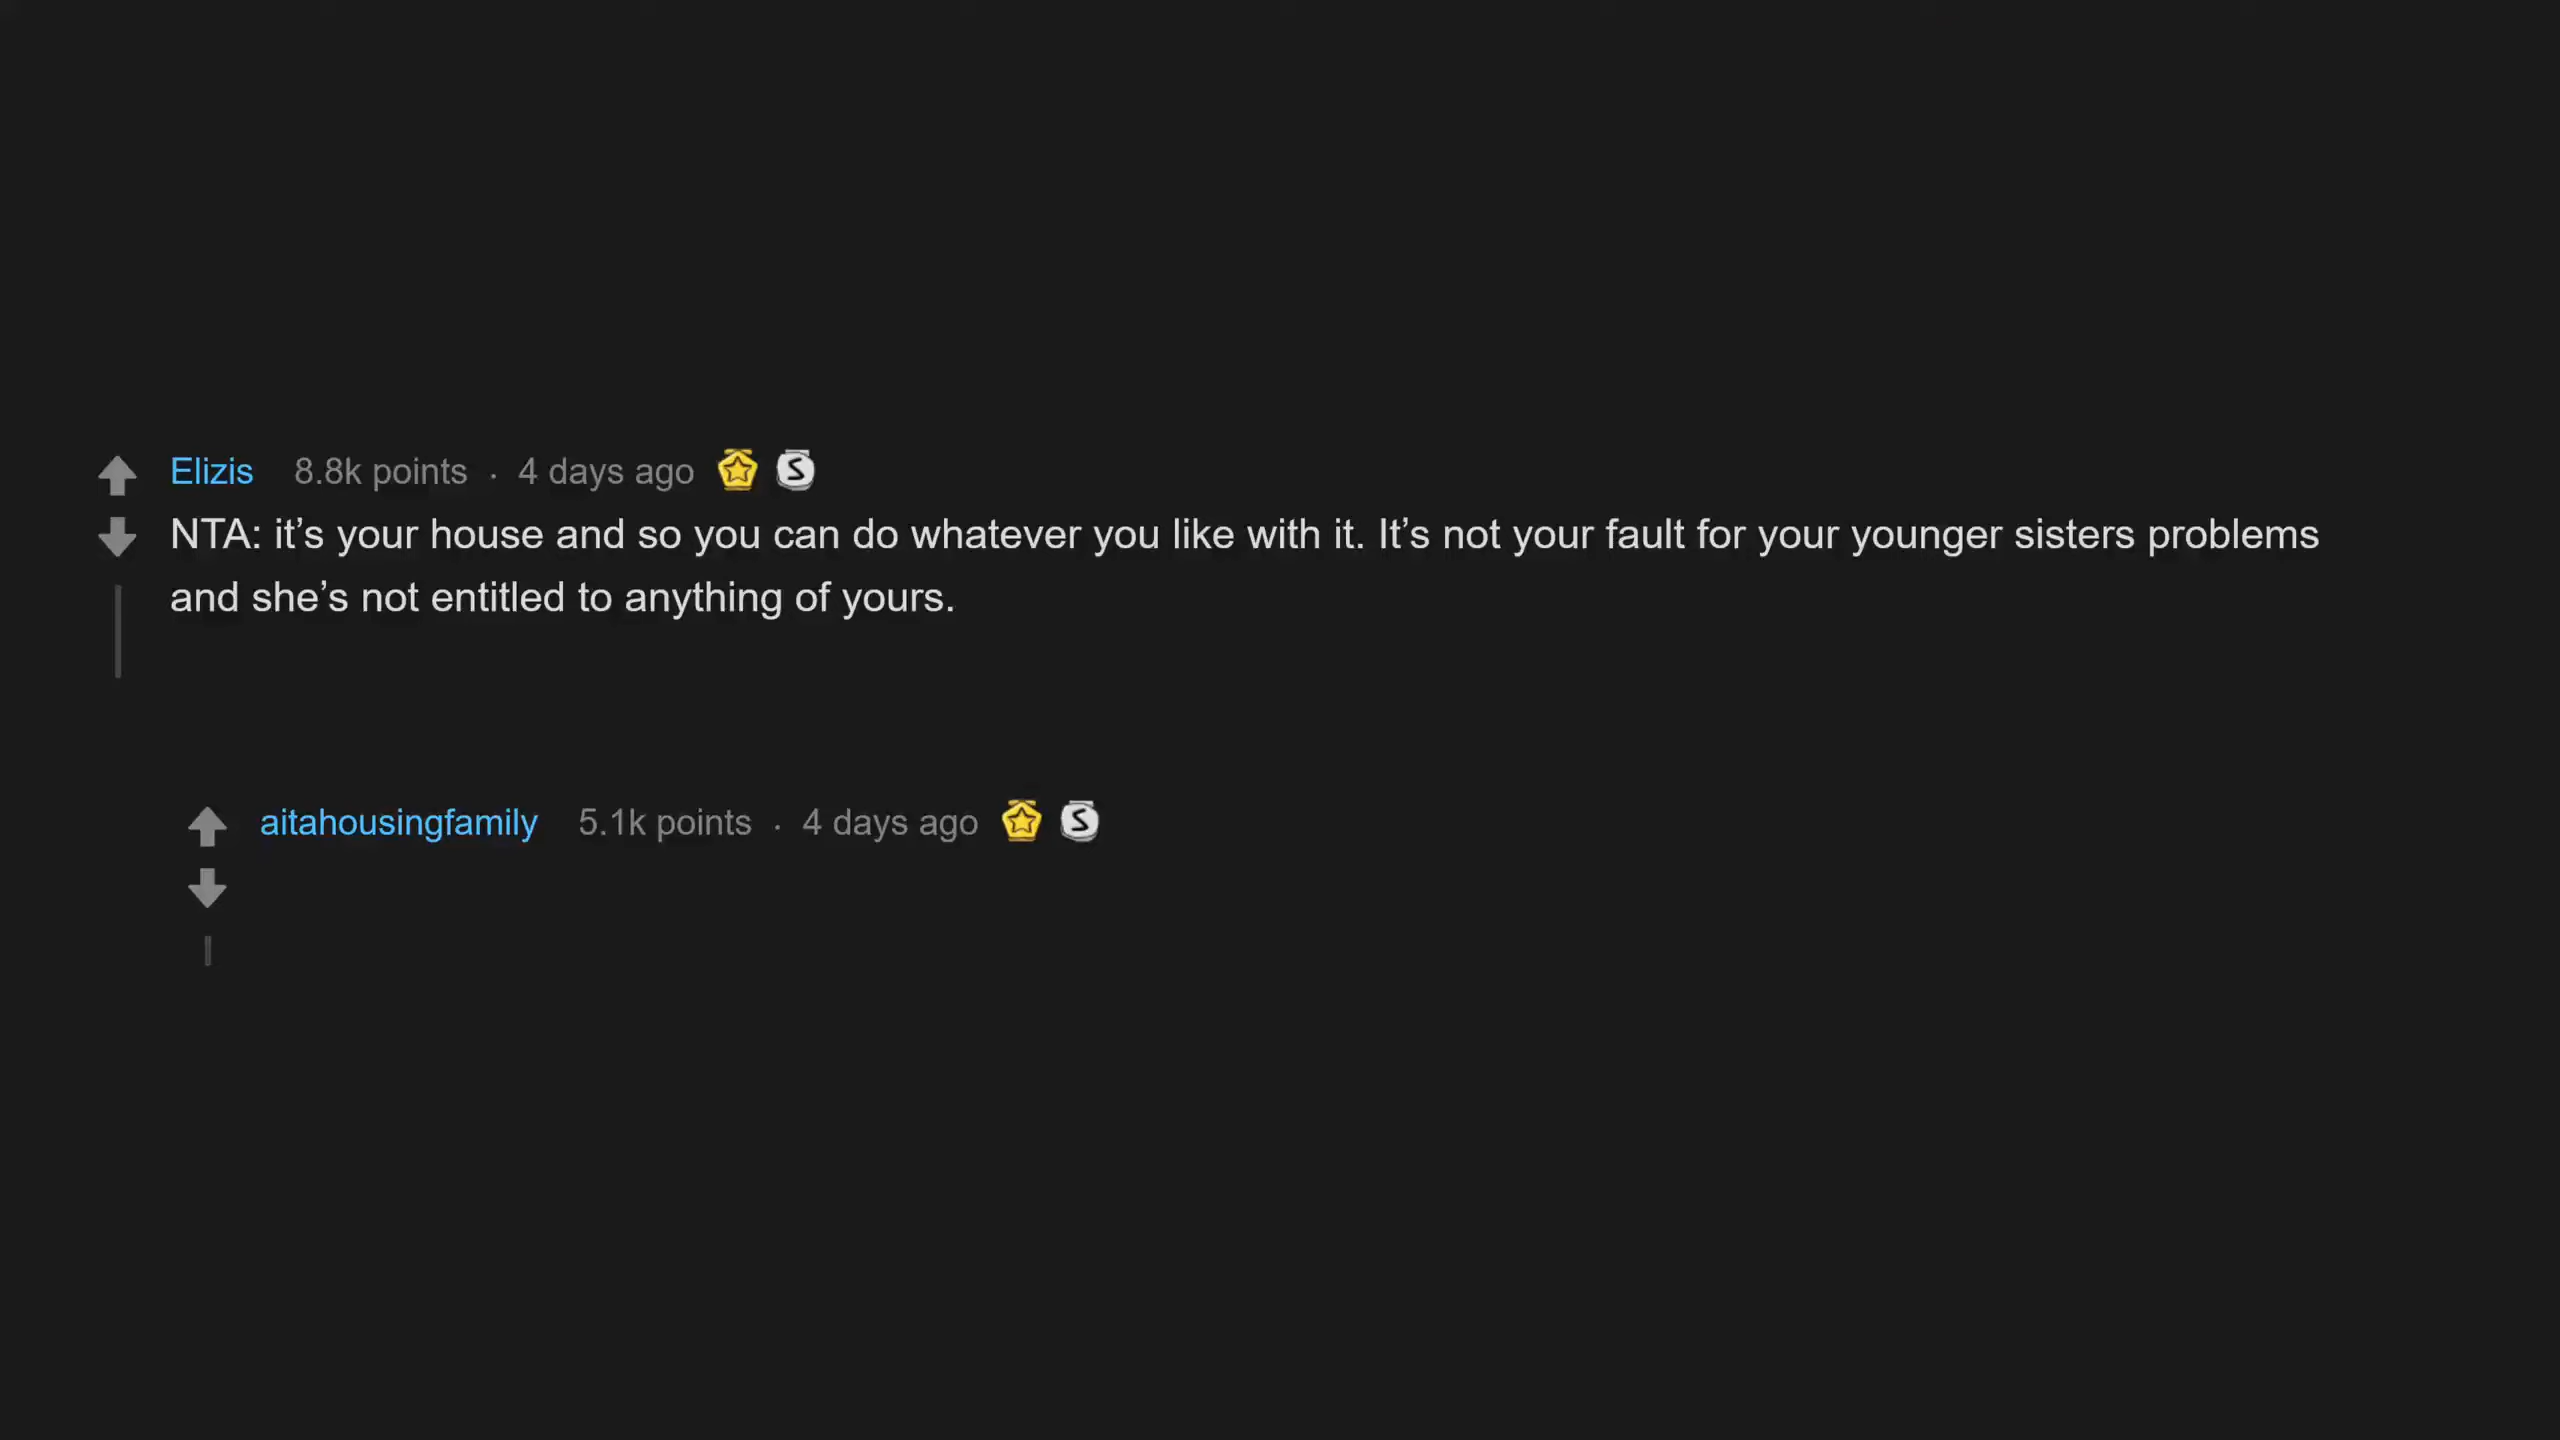 Elizis 8.8k points · 4 days ago S
NTA: it’s your house and so you can do whatever you like with it. It’s not your fault for your younger sisters problems
and she’s not entitled to anything of yours.
aitahousingfamily 5.1k points · 4 days ago S